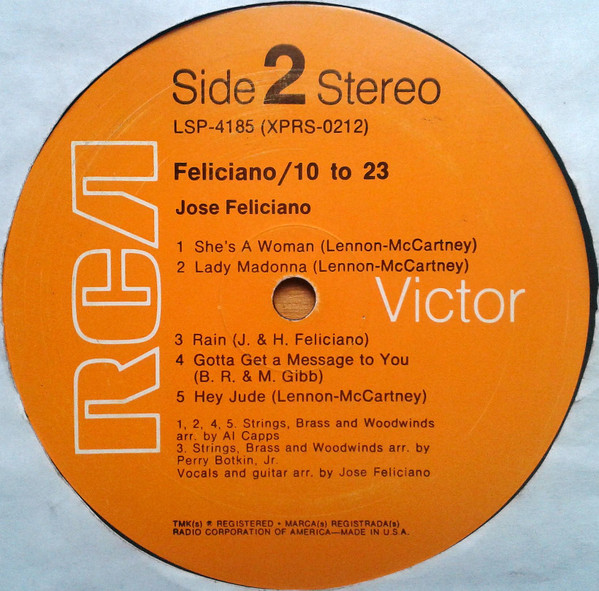 Side 2 Stereo
LSP-4185 (XPRS-0212)
RCA
Feliciano/10 to 23
Jose Feliciano
1 She's A Woman (Lennon-McCartney)
2 Lady Madonna (Lennon-McCartney)
Victor
3 Rain (J. & H. Feliciano)
4 Gotta Get a Message to You
(B. R. & M. Gibb)
5 Hey Jude (Lennon-McCartney)
1, 2, 4, 5. Strings, Brass and Woodwinds
arr. by Al Capps
3. Strings, Brass and Woodwinds arr. by
Perry Botkin, Jr.
Vocals and guitar arr. by Jose Feliciano
TMK(s) ® REGISTERED • MARCA(s) REGISTRADA(s)
RADIO CORPORATION OF AMERICA—MADE IN U.S.A.